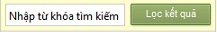 Nhập từ khóa tìm kiếm Lọc kết quả